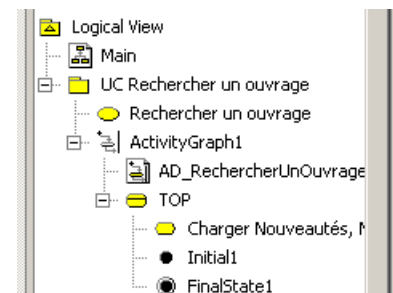 Logical View
Main
UC Rechercher un ouvrage
Rechercher un ouvrage
ActivityGraph1
AD_RechercherUnOuvrage
TOP
Charger Nouveautés,
Initial1
FinalState1